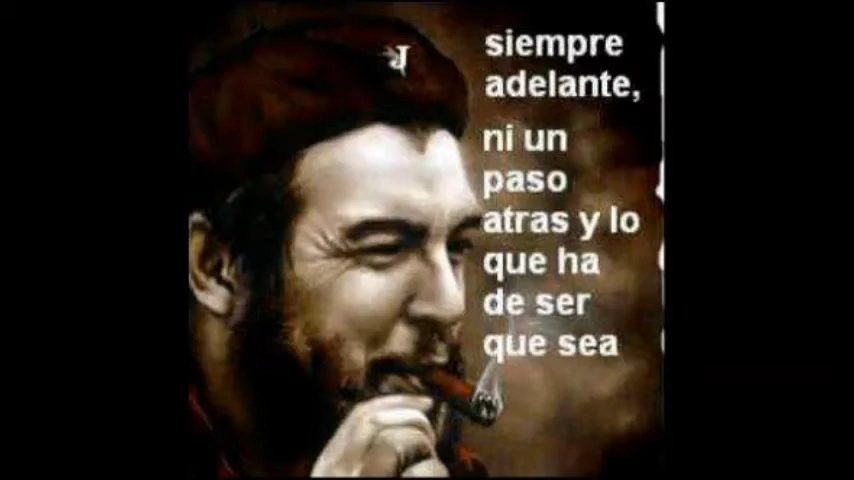 siempre
adelante,
ni un
paso
atras y lo
que ha
de ser
que sea